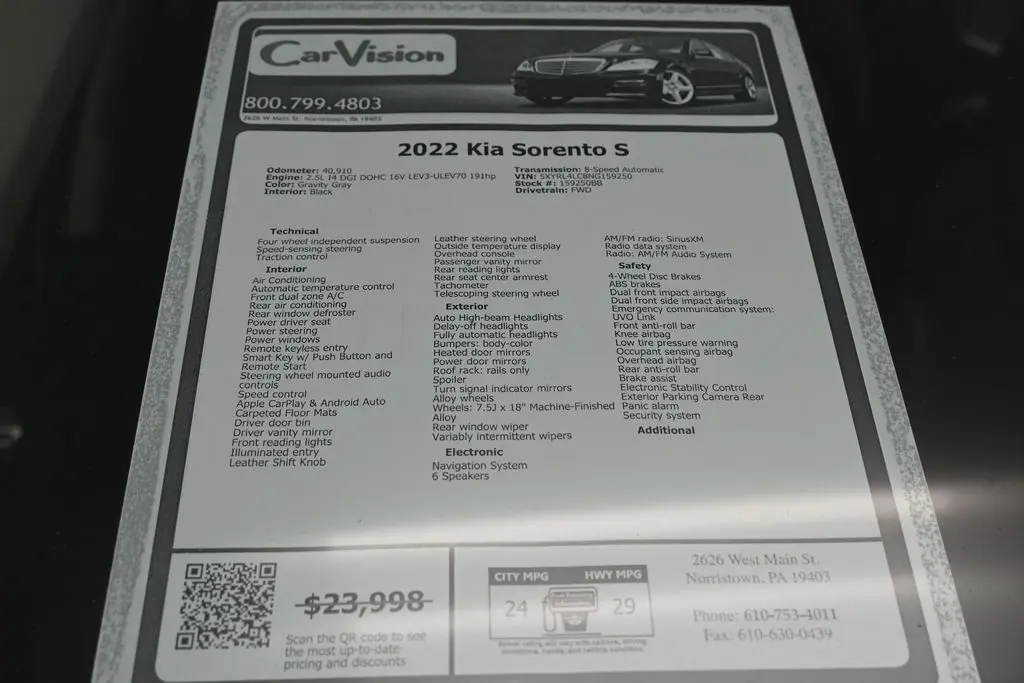 CarVision
800.799.4803
2626 W Main St. Norristown, PA 19403
2022 Kia Sorento S
Odometer: 40,910
Engine: 2.5L I4 DGI DOHC 16V LEV3-ULEV70 191hp
Color: Gravity Gray
Interior: Black
Transmission: 8-Speed Automatic
VIN: 5XYRL4LC8NG159250
Stock #: 159250BB
Drivetrain: FWD
Technical
Four wheel independent suspension
Speed-sensing steering
Traction control
Interior
Air Conditioning
Automatic temperature control
Front dual zone A/C
Rear air conditioning
Rear window defroster
Power driver seat
Power steering
Power windows
Remote keyless entry
Smart Key w/ Push Button and
Remote Start
Steering wheel mounted audio
controls
Speed control
Apple CarPlay & Android Auto
Carpeted Floor Mats
Driver door bin
Driver vanity mirror
Front reading lights
Illuminated entry
Leather Shift Knob
Leather steering wheel
Outside temperature display
Overhead console
Passenger vanity mirror
Rear reading lights
Rear seat center armrest
Tachometer
Telescoping steering wheel
Exterior
Auto High-beam Headlights
Delay-off headlights
Fully automatic headlights
Bumpers: body-color
Heated door mirrors
Power door mirrors
Roof rack: rails only
Spoiler
Turn signal indicator mirrors
Alloy wheels
Wheels: 7.5J x 18" Machine-Finished
Alloy
Rear window wiper
Variably intermittent wipers
Electronic
Navigation System
6 Speakers
AM/FM radio: SiriusXM
Radio data system
Radio: AM/FM Audio System
Safety
4-Wheel Disc Brakes
ABS brakes
Dual front impact airbags
Dual front side impact airbags
Emergency communication system:
UVO Link
Front anti-roll bar
Knee airbag
Low tire pressure warning
Occupant sensing airbag
Overhead airbag
Rear anti-roll bar
Brake assist
Electronic Stability Control
Exterior Parking Camera Rear
Panic alarm
Security system
Additional
$23,998
Scan the QR code to see
the most up-to-date
pricing and discounts
CITY MPG HWY MPG
24 29
Actual rating will vary with options, driving
conditions, habits, and vehicle condition.
2626 West Main St.
Norristown, PA 19403
Phone: 610-753-4011
Fax: 610-630-0439